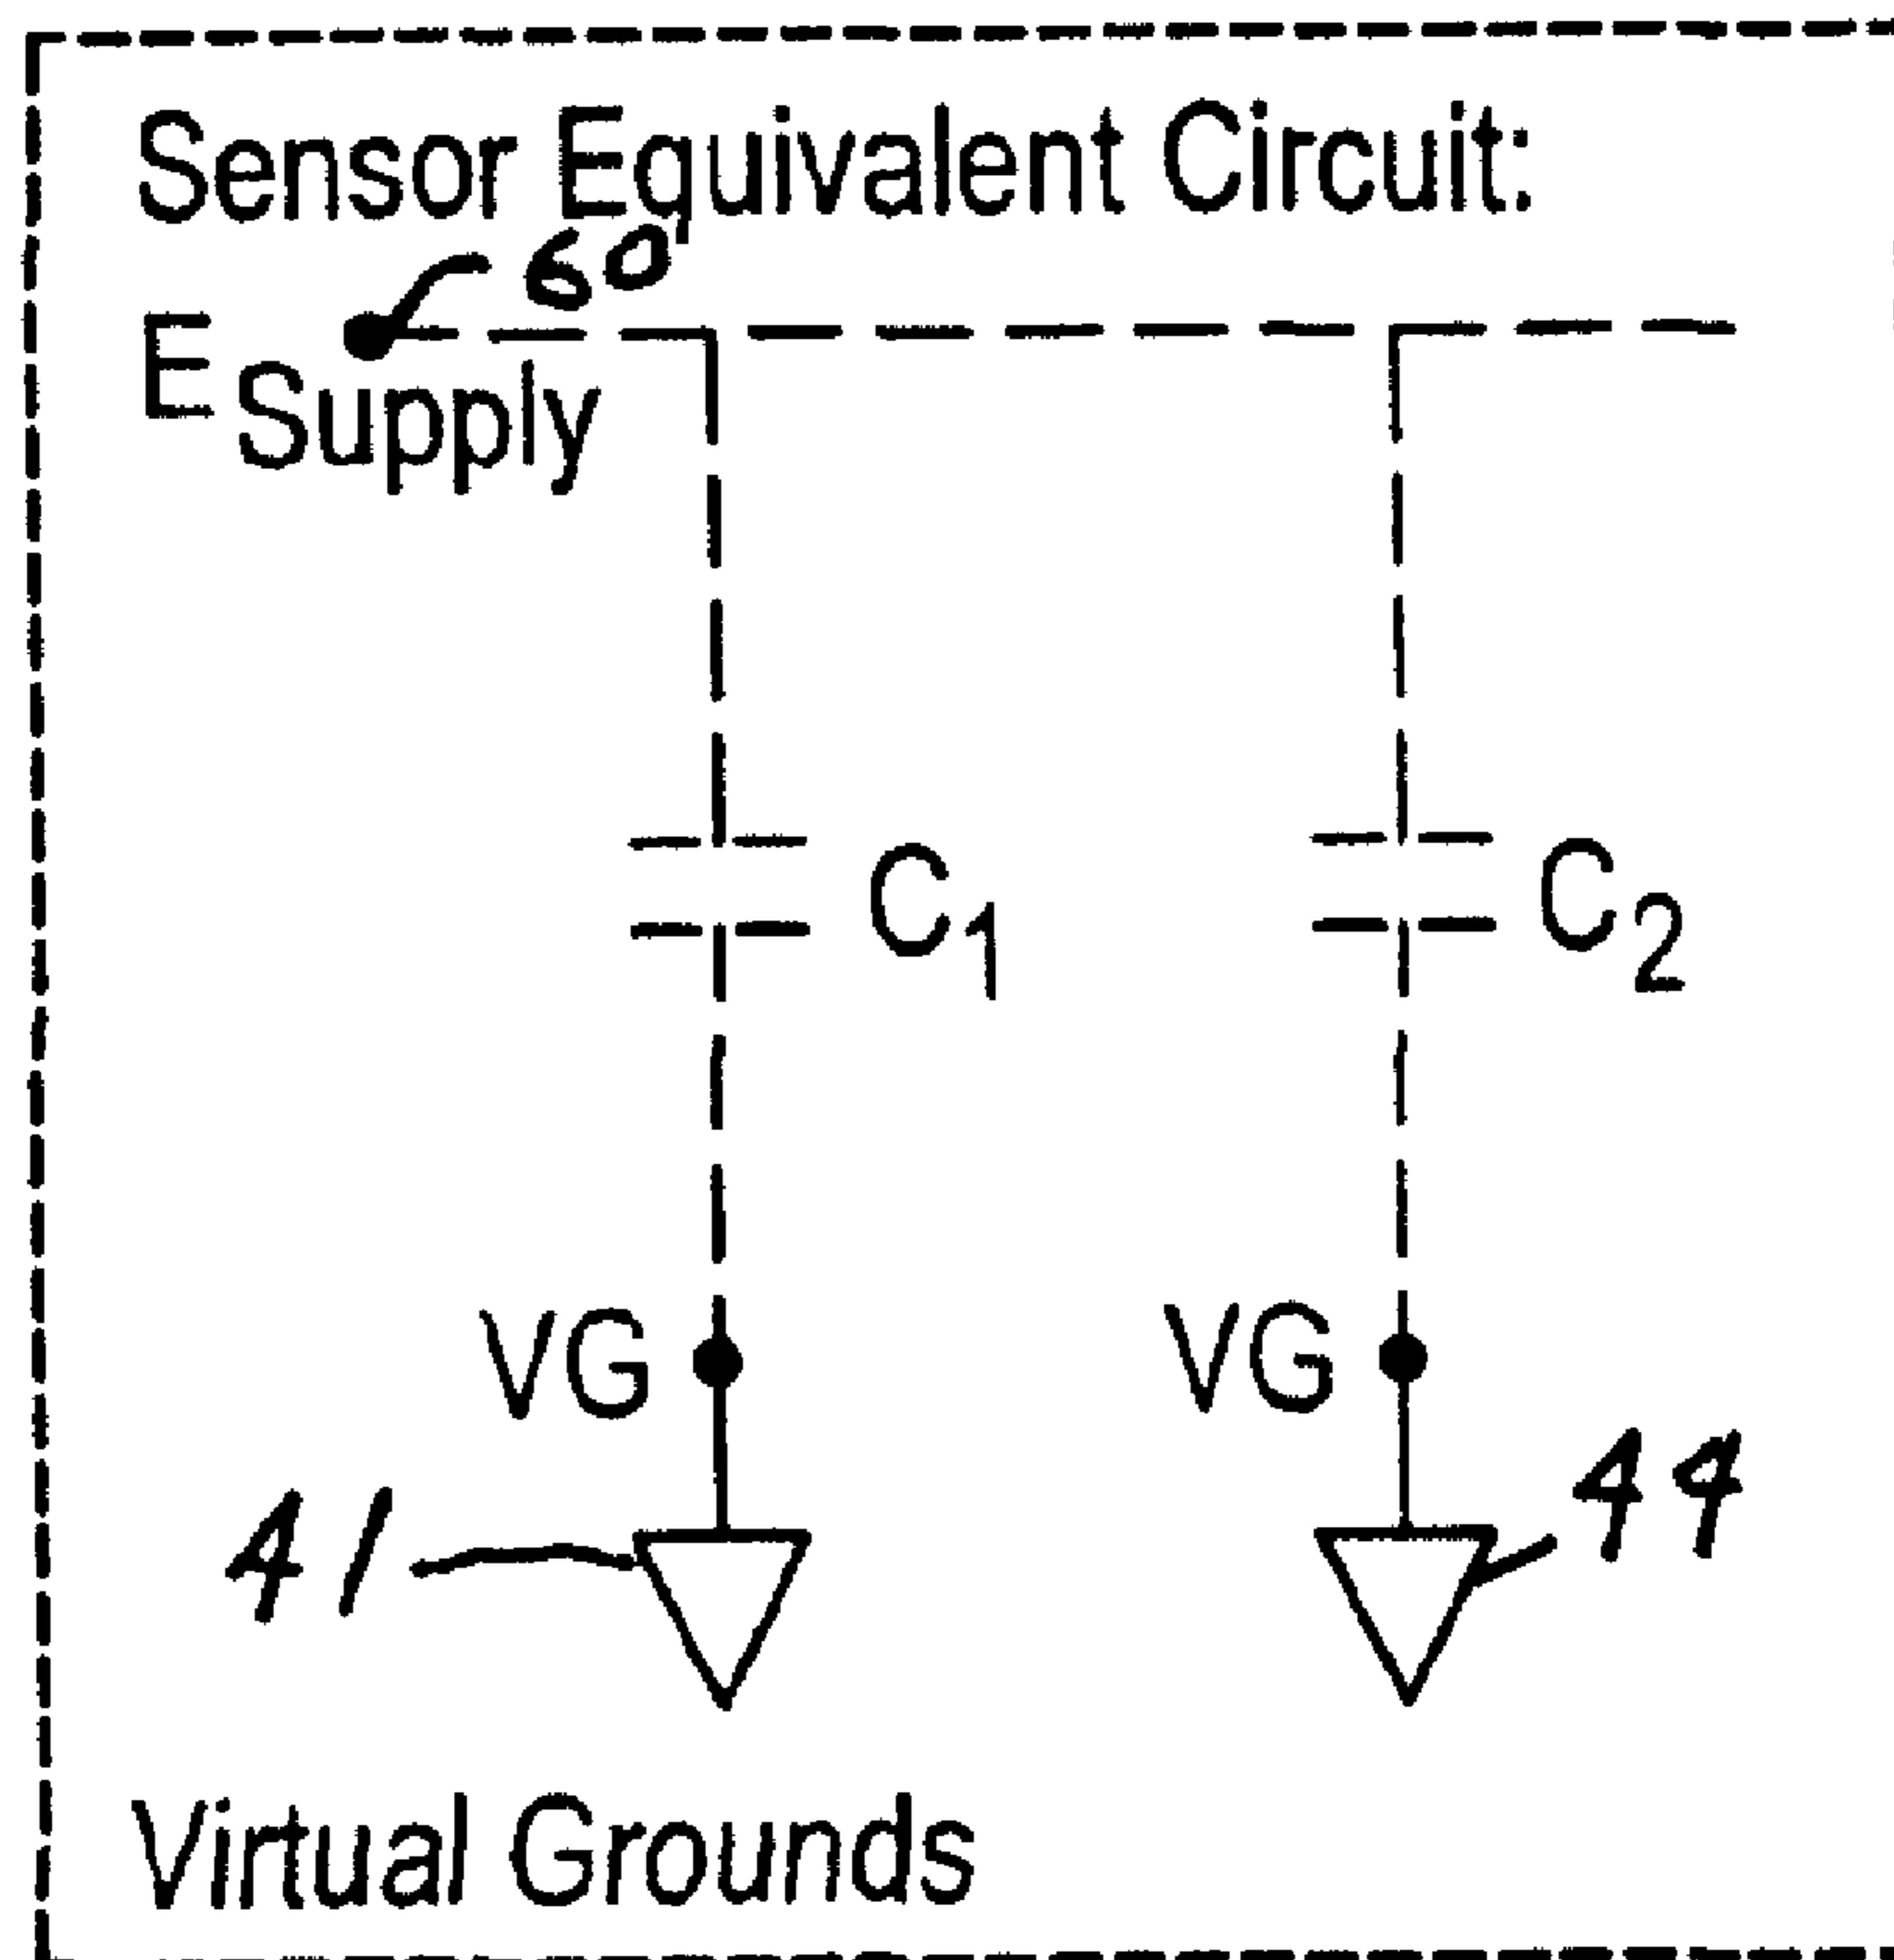 Sensor Equivalent Circuit:
60'
E Supply
C1
C2
VG
VG
41
44
Virtual Grounds